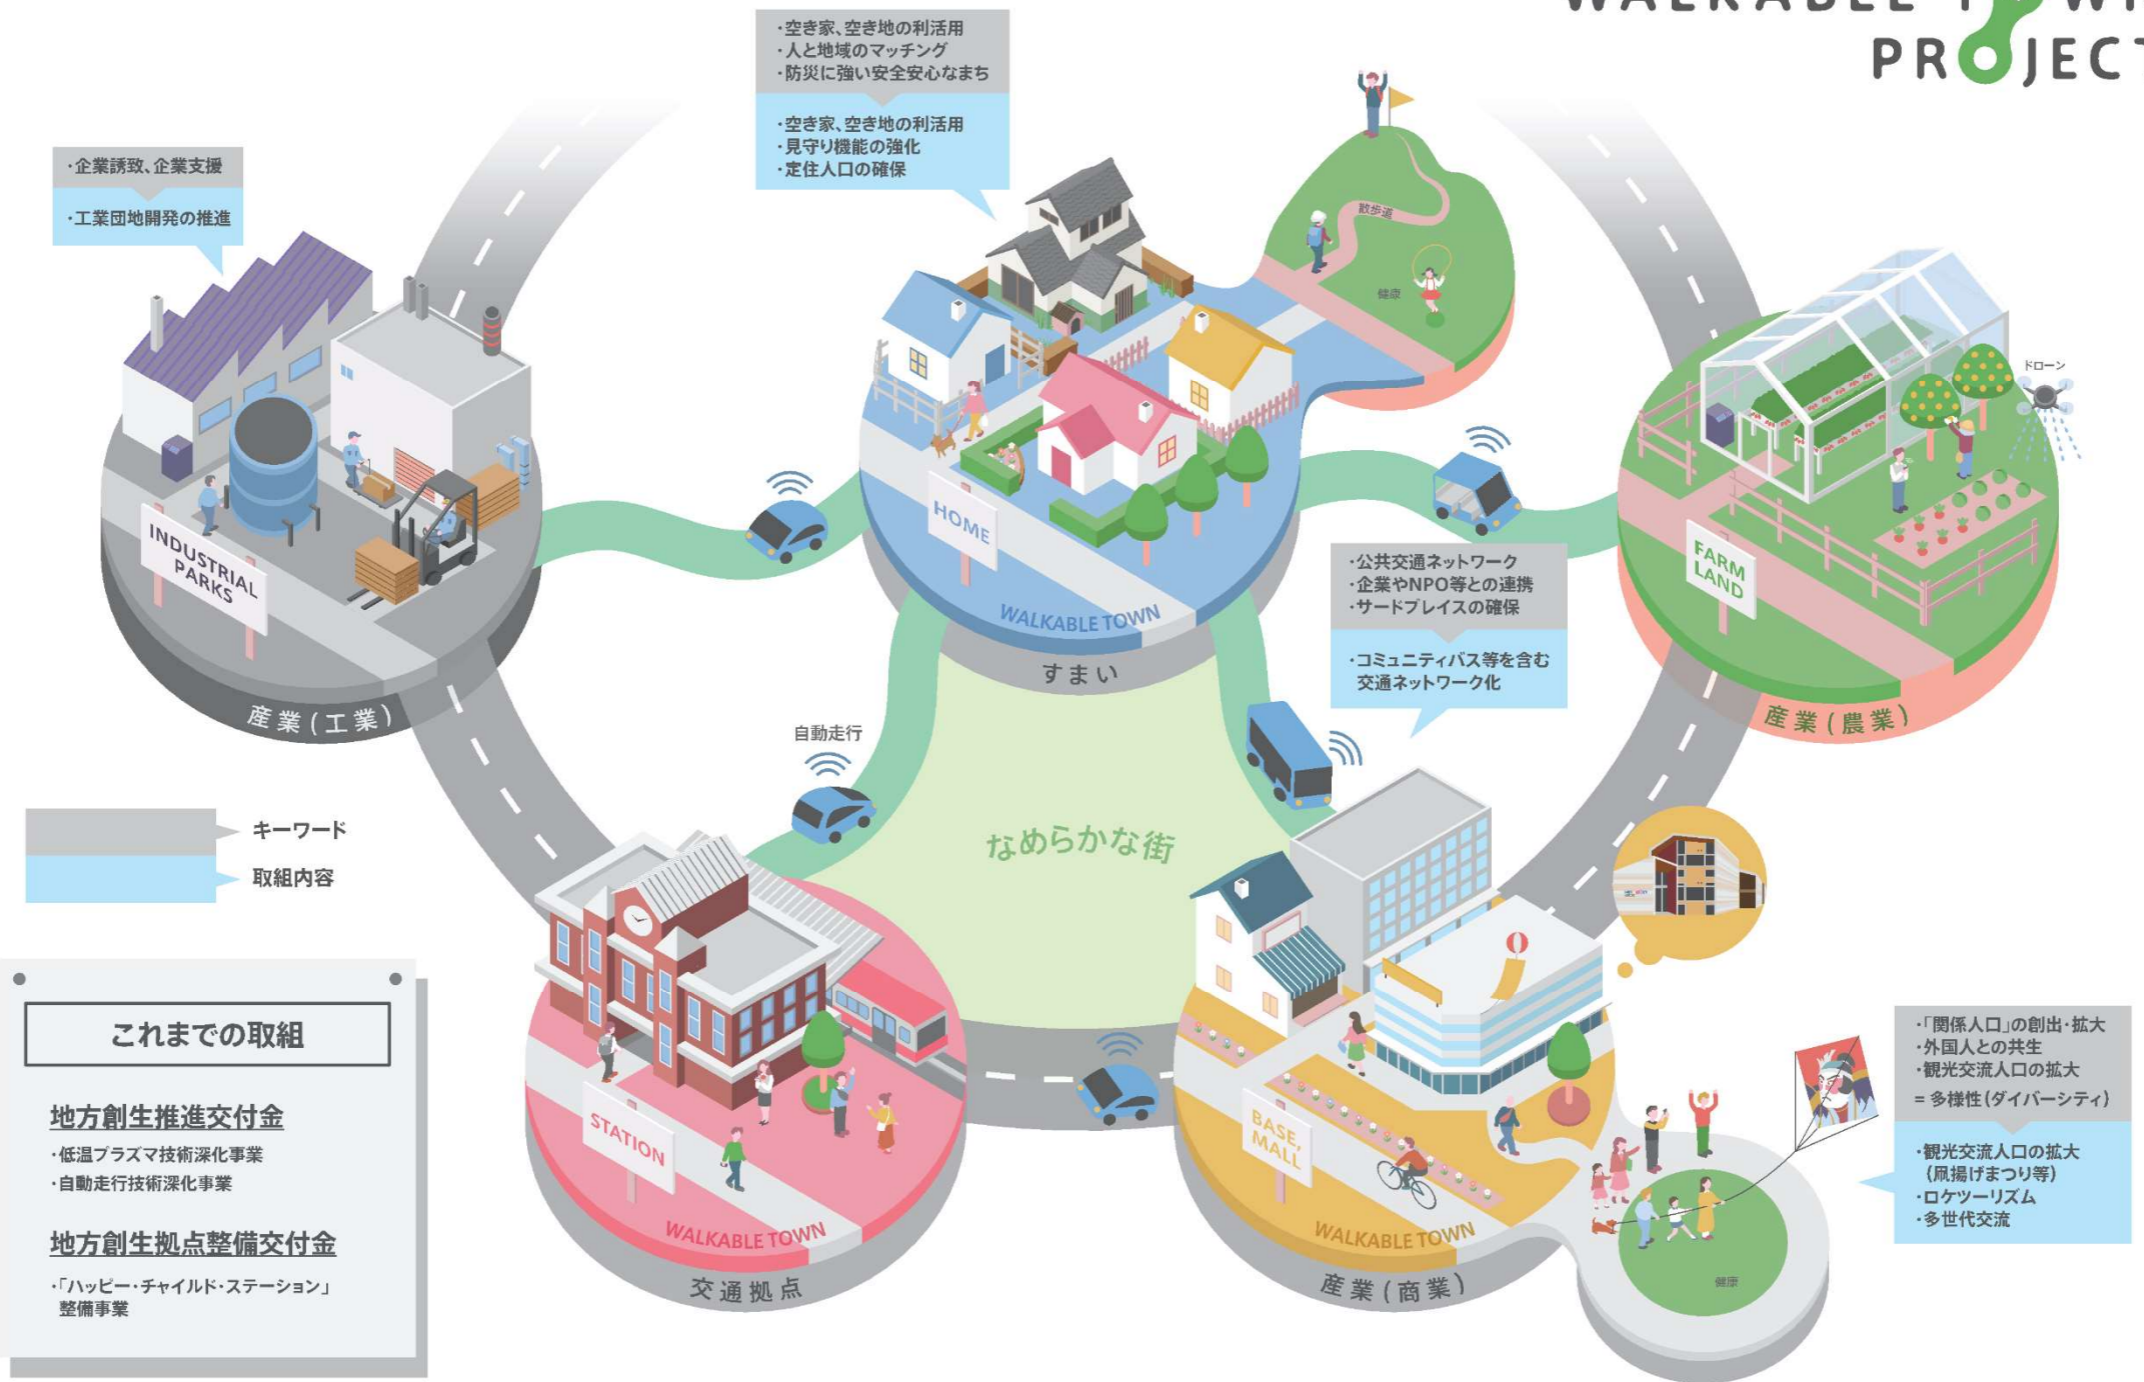 WALKABLE TOWN
PROJECT
・空き家、空き地の利活用
・人と地域のマッチング
・防災に強い安全安心なまち
・空き家、空き地の利活用
・見守り機能の強化
・定住人口の確保
・企業誘致、企業支援
・工業団地開発の推進
散歩道
健康
ドローン
INDUSTRIAL
PARKS
産業(工業)
HOME
WALKABLE TOWN
すまい
FARM
LAND
産業(農業)
・公共交通ネットワーク
・企業やNPO等との連携
・サードプレイスの確保
・コミュニティバス等を含む
交通ネットワーク化
自動走行
なめらかな街
キーワード
取組内容
これまでの取組
地方創生推進交付金
・低温プラズマ技術深化事業
・自動走行技術深化事業
地方創生拠点整備交付金
・「ハッピー・チャイルド・ステーション」
整備事業
STATION
WALKABLE TOWN
交通拠点
BASE,
MALL
WALKABLE TOWN
産業(商業)
健康
・「関係人口」の創出・拡大
・外国人との共生
・観光交流人口の拡大
= 多様性(ダイバーシティ)
・観光交流人口の拡大
(凧揚げまつり等)
・ロケツーリズム
・多世代交流